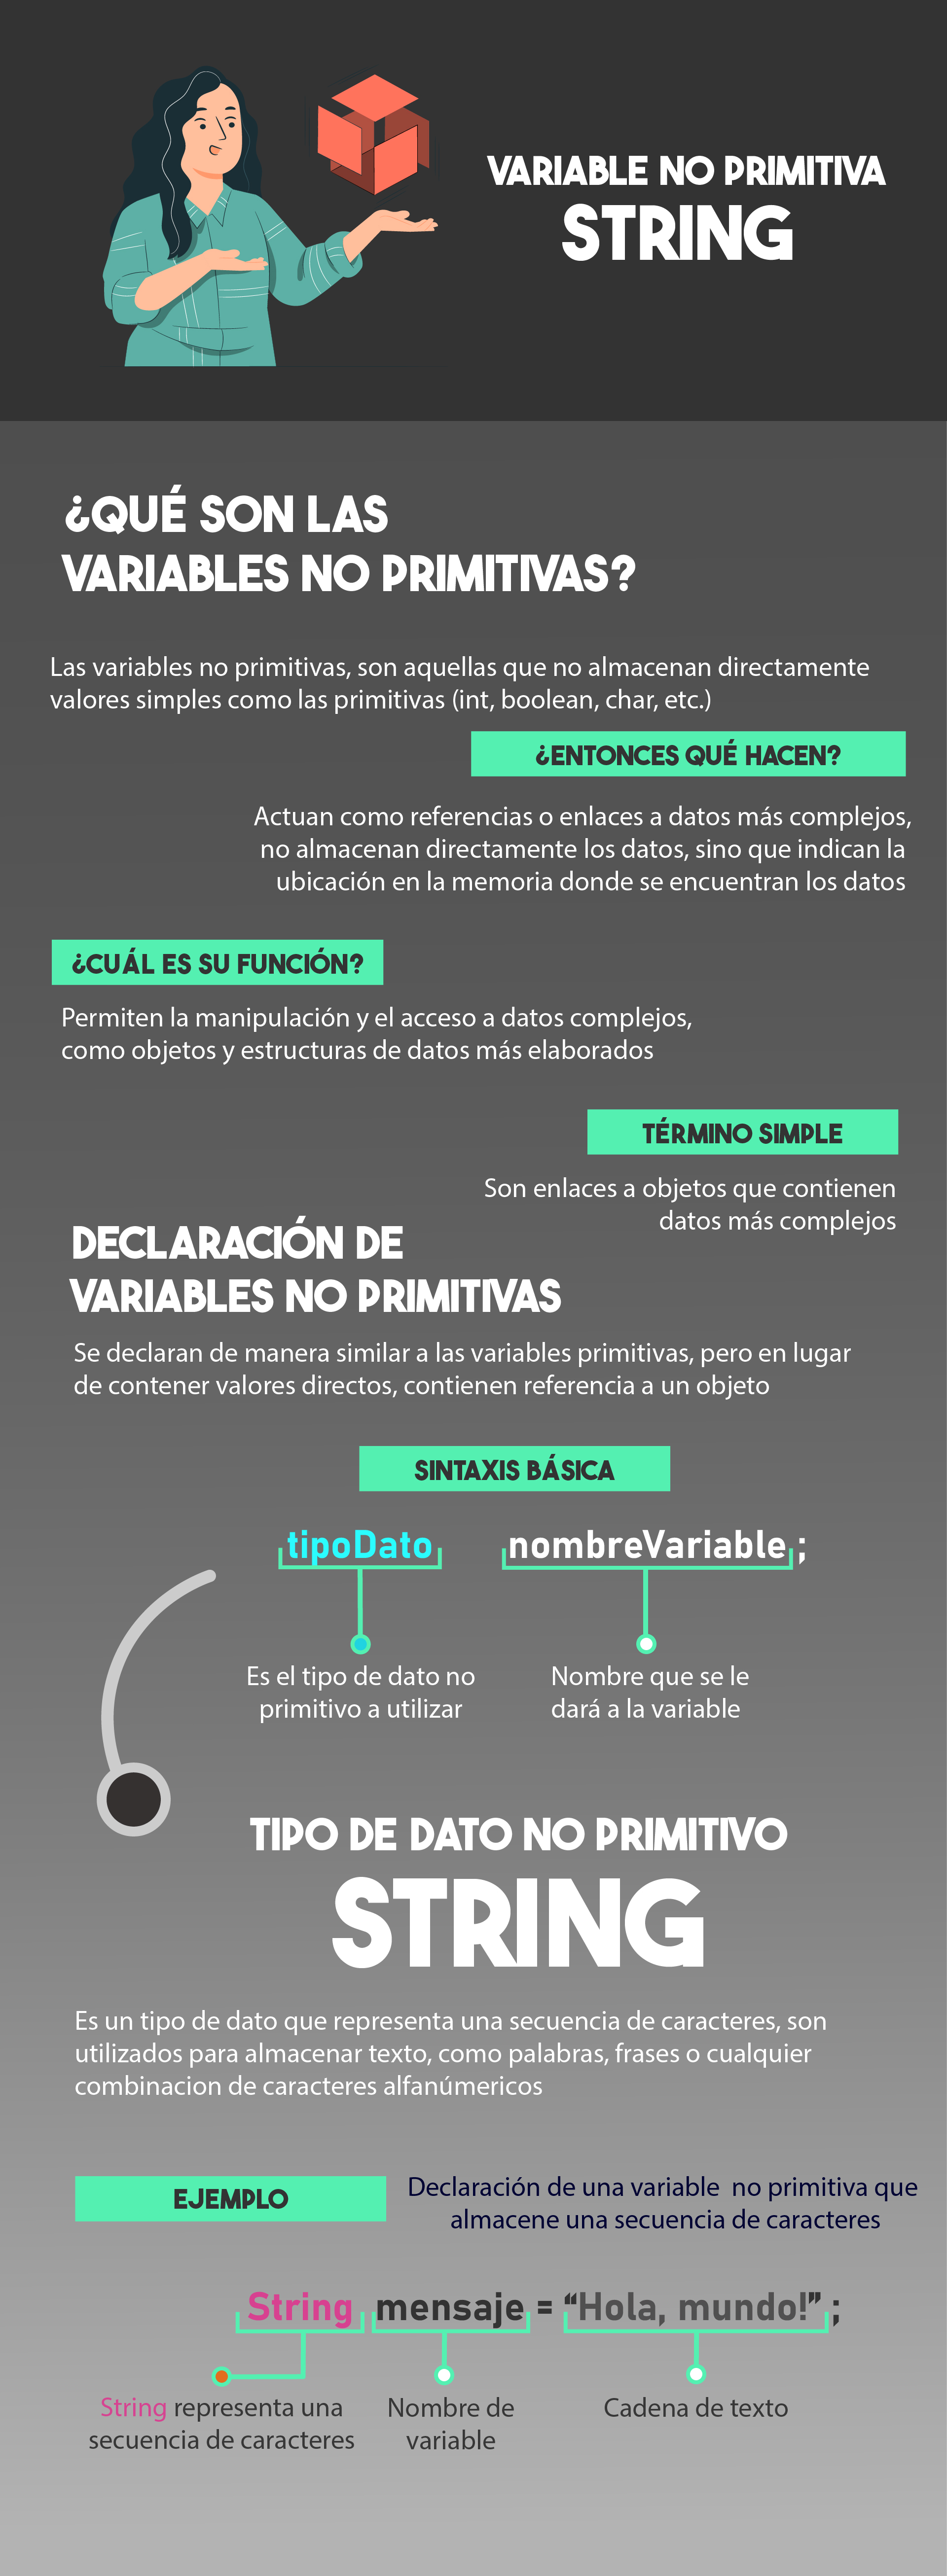 VARIABLE NO PRIMITIVA
STRING
¿QUÉ SON LAS
VARIABLES NO PRIMITIVAS?
Las variables no primitivas, son aquellas que no almacenan directamente
valores simples como las primitivas (int, boolean, char, etc.)
¿ENTONCES QUÉ HACEN?
Actuan como referencias o enlaces a datos más complejos,
no almacenan directamente los datos, sino que indican la
ubicación en la memoria donde se encuentran los datos
¿CUÁL ES SU FUNCIÓN?
Permiten la manipulación y el acceso a datos complejos,
como objetos y estructuras de datos más elaborados
TÉRMINO SIMPLE
Son enlaces a objetos que contienen
datos más complejos
DECLARACIÓN DE
VARIABLES NO PRIMITIVAS
Se declaran de manera similar a las variables primitivas, pero en lugar
de contener valores directos, contienen referencia a un objeto
SINTAXIS BÁSICA
tipoDato nombreVariable ;
Es el tipo de dato no
primitivo a utilizar
Nombre que se le
dará a la variable
TIPO DE DATO NO PRIMITIVO
STRING
Es un tipo de dato que representa una secuencia de caracteres, son
utilizados para almacenar texto, como palabras, frases o cualquier
combinacion de caracteres alfanúmericos
EJEMPLO
Declaración de una variable no primitiva que
almacene una secuencia de caracteres
String mensaje = “Hola, mundo!” ;
String representa una
secuencia de caracteres
Nombre de
variable
Cadena de texto